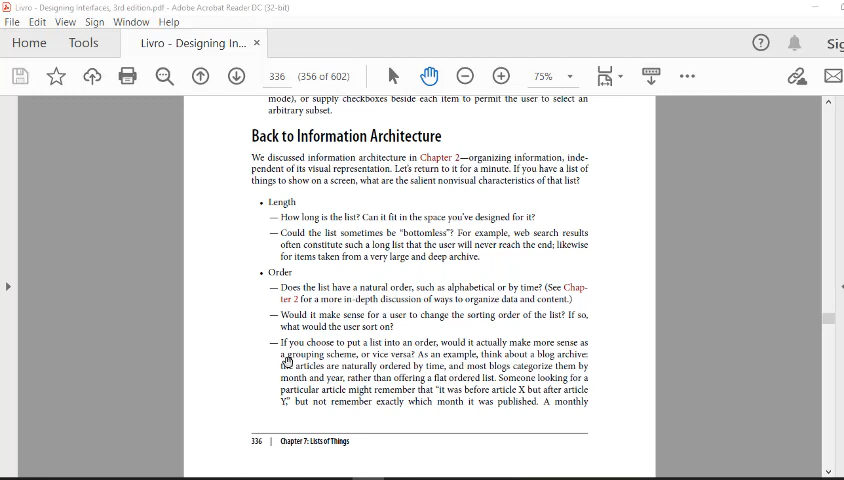 Livro - Designing Interfaces, 3rd edition.pdf - Adobe Acrobat Reader DC (32-bit)
File Edit View Sign Window Help
Home Tools Livro - Designing In... × ? Sig
336 (356 of 602) 75%
mode), or supply checkboxes beside each item to permit the user to select an
arbitrary subset.
Back to Information Architecture
We discussed information architecture in Chapter 2—organizing information, inde-
pendent of its visual representation. Let's return to it for a minute. If you have a list of
things to show on a screen, what are the salient nonvisual characteristics of that list?
• Length
— How long is the list? Can it fit in the space you've designed for it?
— Could the list sometimes be “bottomless”? For example, web search results
often constitute such a long list that the user will never reach the end; likewise
for items taken from a very large and deep archive.
• Order
— Does the list have a natural order, such as alphabetical or by time? (See Chap-
ter 2 for a more in-depth discussion of ways to organize data and content.)
— Would it make sense for a user to change the sorting order of the list? If so,
what would the user sort on?
— If you choose to put a list into an order, would it actually make more sense as
a grouping scheme, or vice versa? As an example, think about a blog archive:
the articles are naturally ordered by time, and most blogs categorize them by
month and year, rather than offering a flat ordered list. Someone looking for a
particular article might remember that “it was before article X but after article
Y,” but not remember exactly which month it was published. A monthly
336 | Chapter 7: Lists of Things